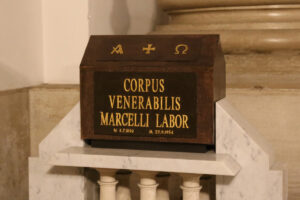 A ✠ Ω
CORPUS
VENERABILIS
MARCELLI LABOR